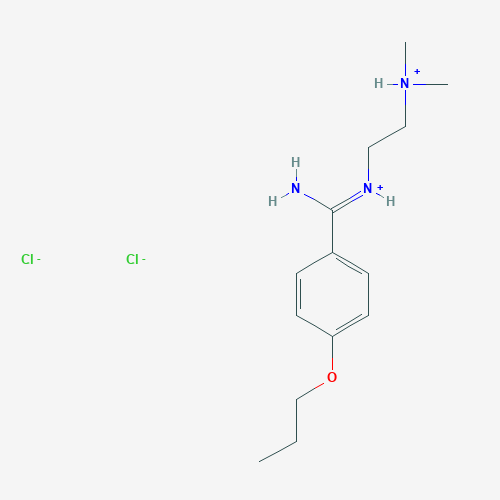 +
H N
H
H N N +
H H
Cl - Cl -
O